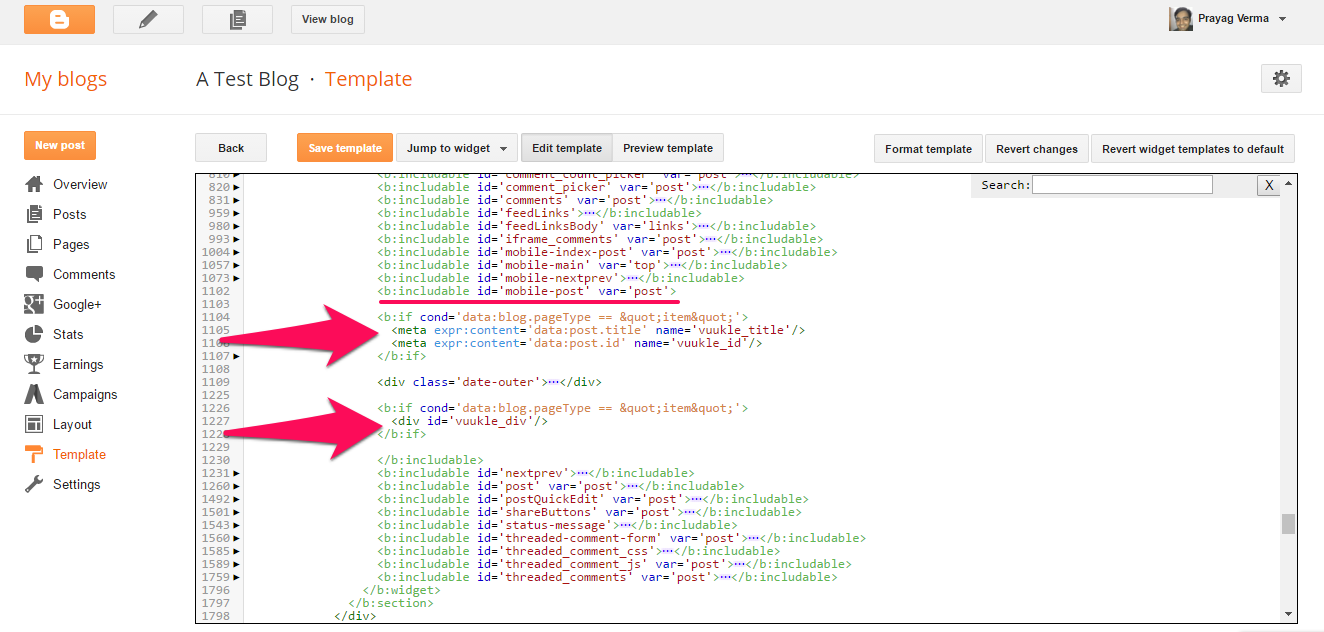 View blog
Prayag Verma
My blogs
A Test Blog · Template
New post
Back
Save template
Jump to widget
Edit template
Preview template
Format template
Revert changes
Revert widget templates to default
Overview
Posts
Pages
Comments
Google+
Stats
Earnings
Campaigns
Layout
Template
Settings
Search:
X
810 <b:includable id='comment_count_picker' var='post'>⋯</b:includable>
820 <b:includable id='comment_picker' var='post'>⋯</b:includable>
831 <b:includable id='comments' var='post'>⋯</b:includable>
959 <b:includable id='feedLinks'>⋯</b:includable>
980 <b:includable id='feedLinksBody' var='links'>⋯</b:includable>
993 <b:includable id='iframe_comments' var='post'>⋯</b:includable>
1004 <b:includable id='mobile-index-post' var='post'>⋯</b:includable>
1057 <b:includable id='mobile-main' var='top'>⋯</b:includable>
1073 <b:includable id='mobile-nextprev'>⋯</b:includable>
1102 <b:includable id='mobile-post' var='post'>
1103
1104 <b:if cond='data:blog.pageType == &quot;item&quot;'>
1105 <meta expr:content='data:post.title' name='vuukle_title'/>
1106 <meta expr:content='data:post.id' name='vuukle_id'/>
1107 </b:if>
1108
1109 <div class='date-outer'>⋯</div>
1225
1226 <b:if cond='data:blog.pageType == &quot;item&quot;'>
1227 <div id='vuukle_div'/>
1228 </b:if>
1229
1230 </b:includable>
1231 <b:includable id='nextprev'>⋯</b:includable>
1260 <b:includable id='post' var='post'>⋯</b:includable>
1492 <b:includable id='postQuickEdit' var='post'>⋯</b:includable>
1501 <b:includable id='shareButtons' var='post'>⋯</b:includable>
1543 <b:includable id='status-message'>⋯</b:includable>
1560 <b:includable id='threaded-comment-form' var='post'>⋯</b:includable>
1585 <b:includable id='threaded_comment_css'>⋯</b:includable>
1589 <b:includable id='threaded_comment_js' var='post'>⋯</b:includable>
1759 <b:includable id='threaded_comments' var='post'>⋯</b:includable>
1796 </b:widget>
1797 </b:section>
1798 </div>